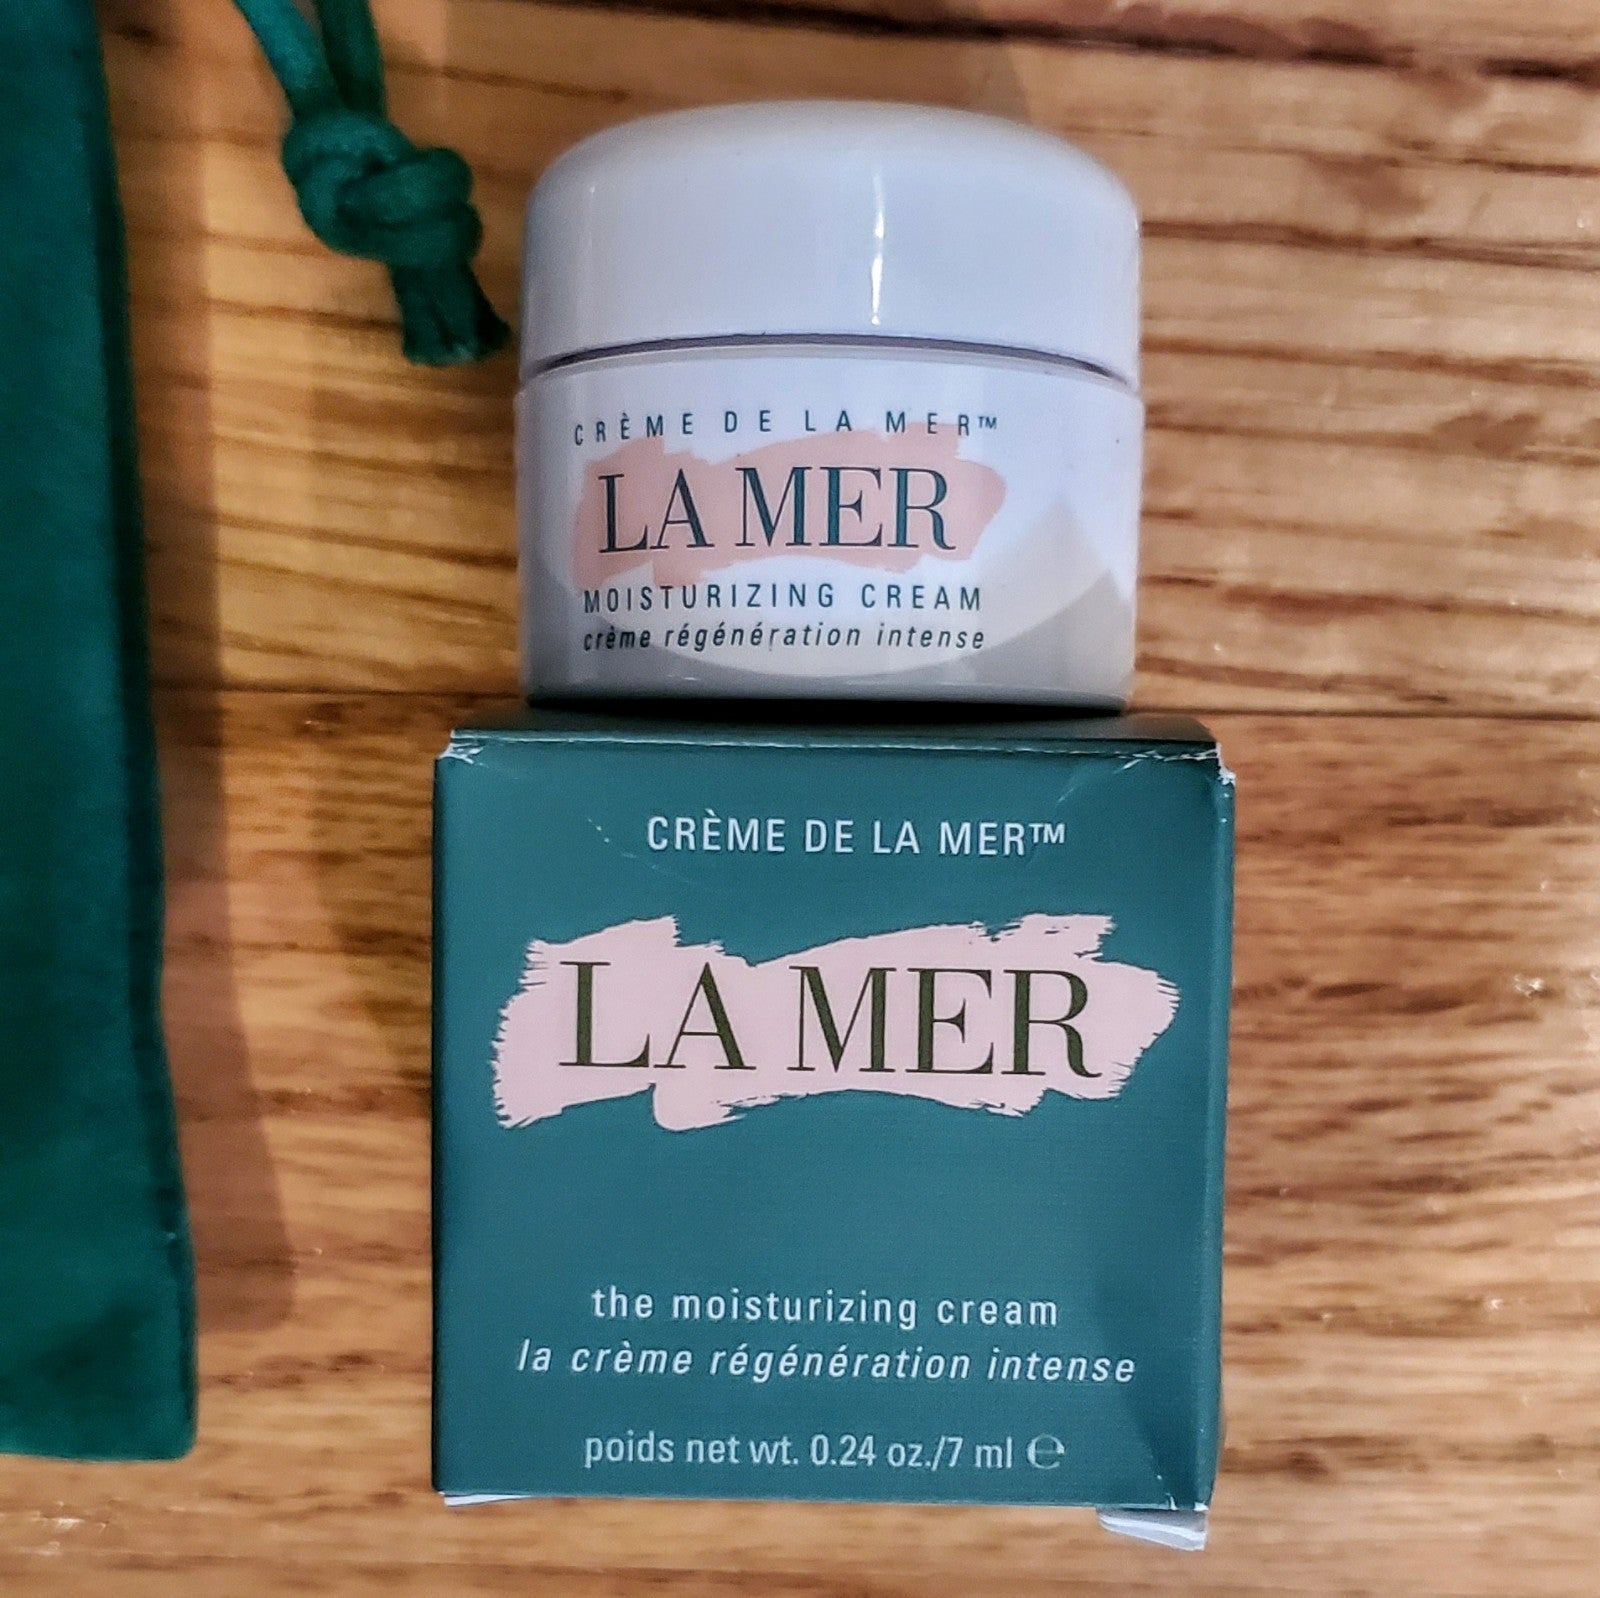 CRÈME DE LA MER™
LA MER
MOISTURIZING CREAM
crème régénération intense
CRÈME DE LA MER™
LA MER
the moisturizing cream
la crème régénération intense
poids net wt. 0.24 oz./7 ml ℮